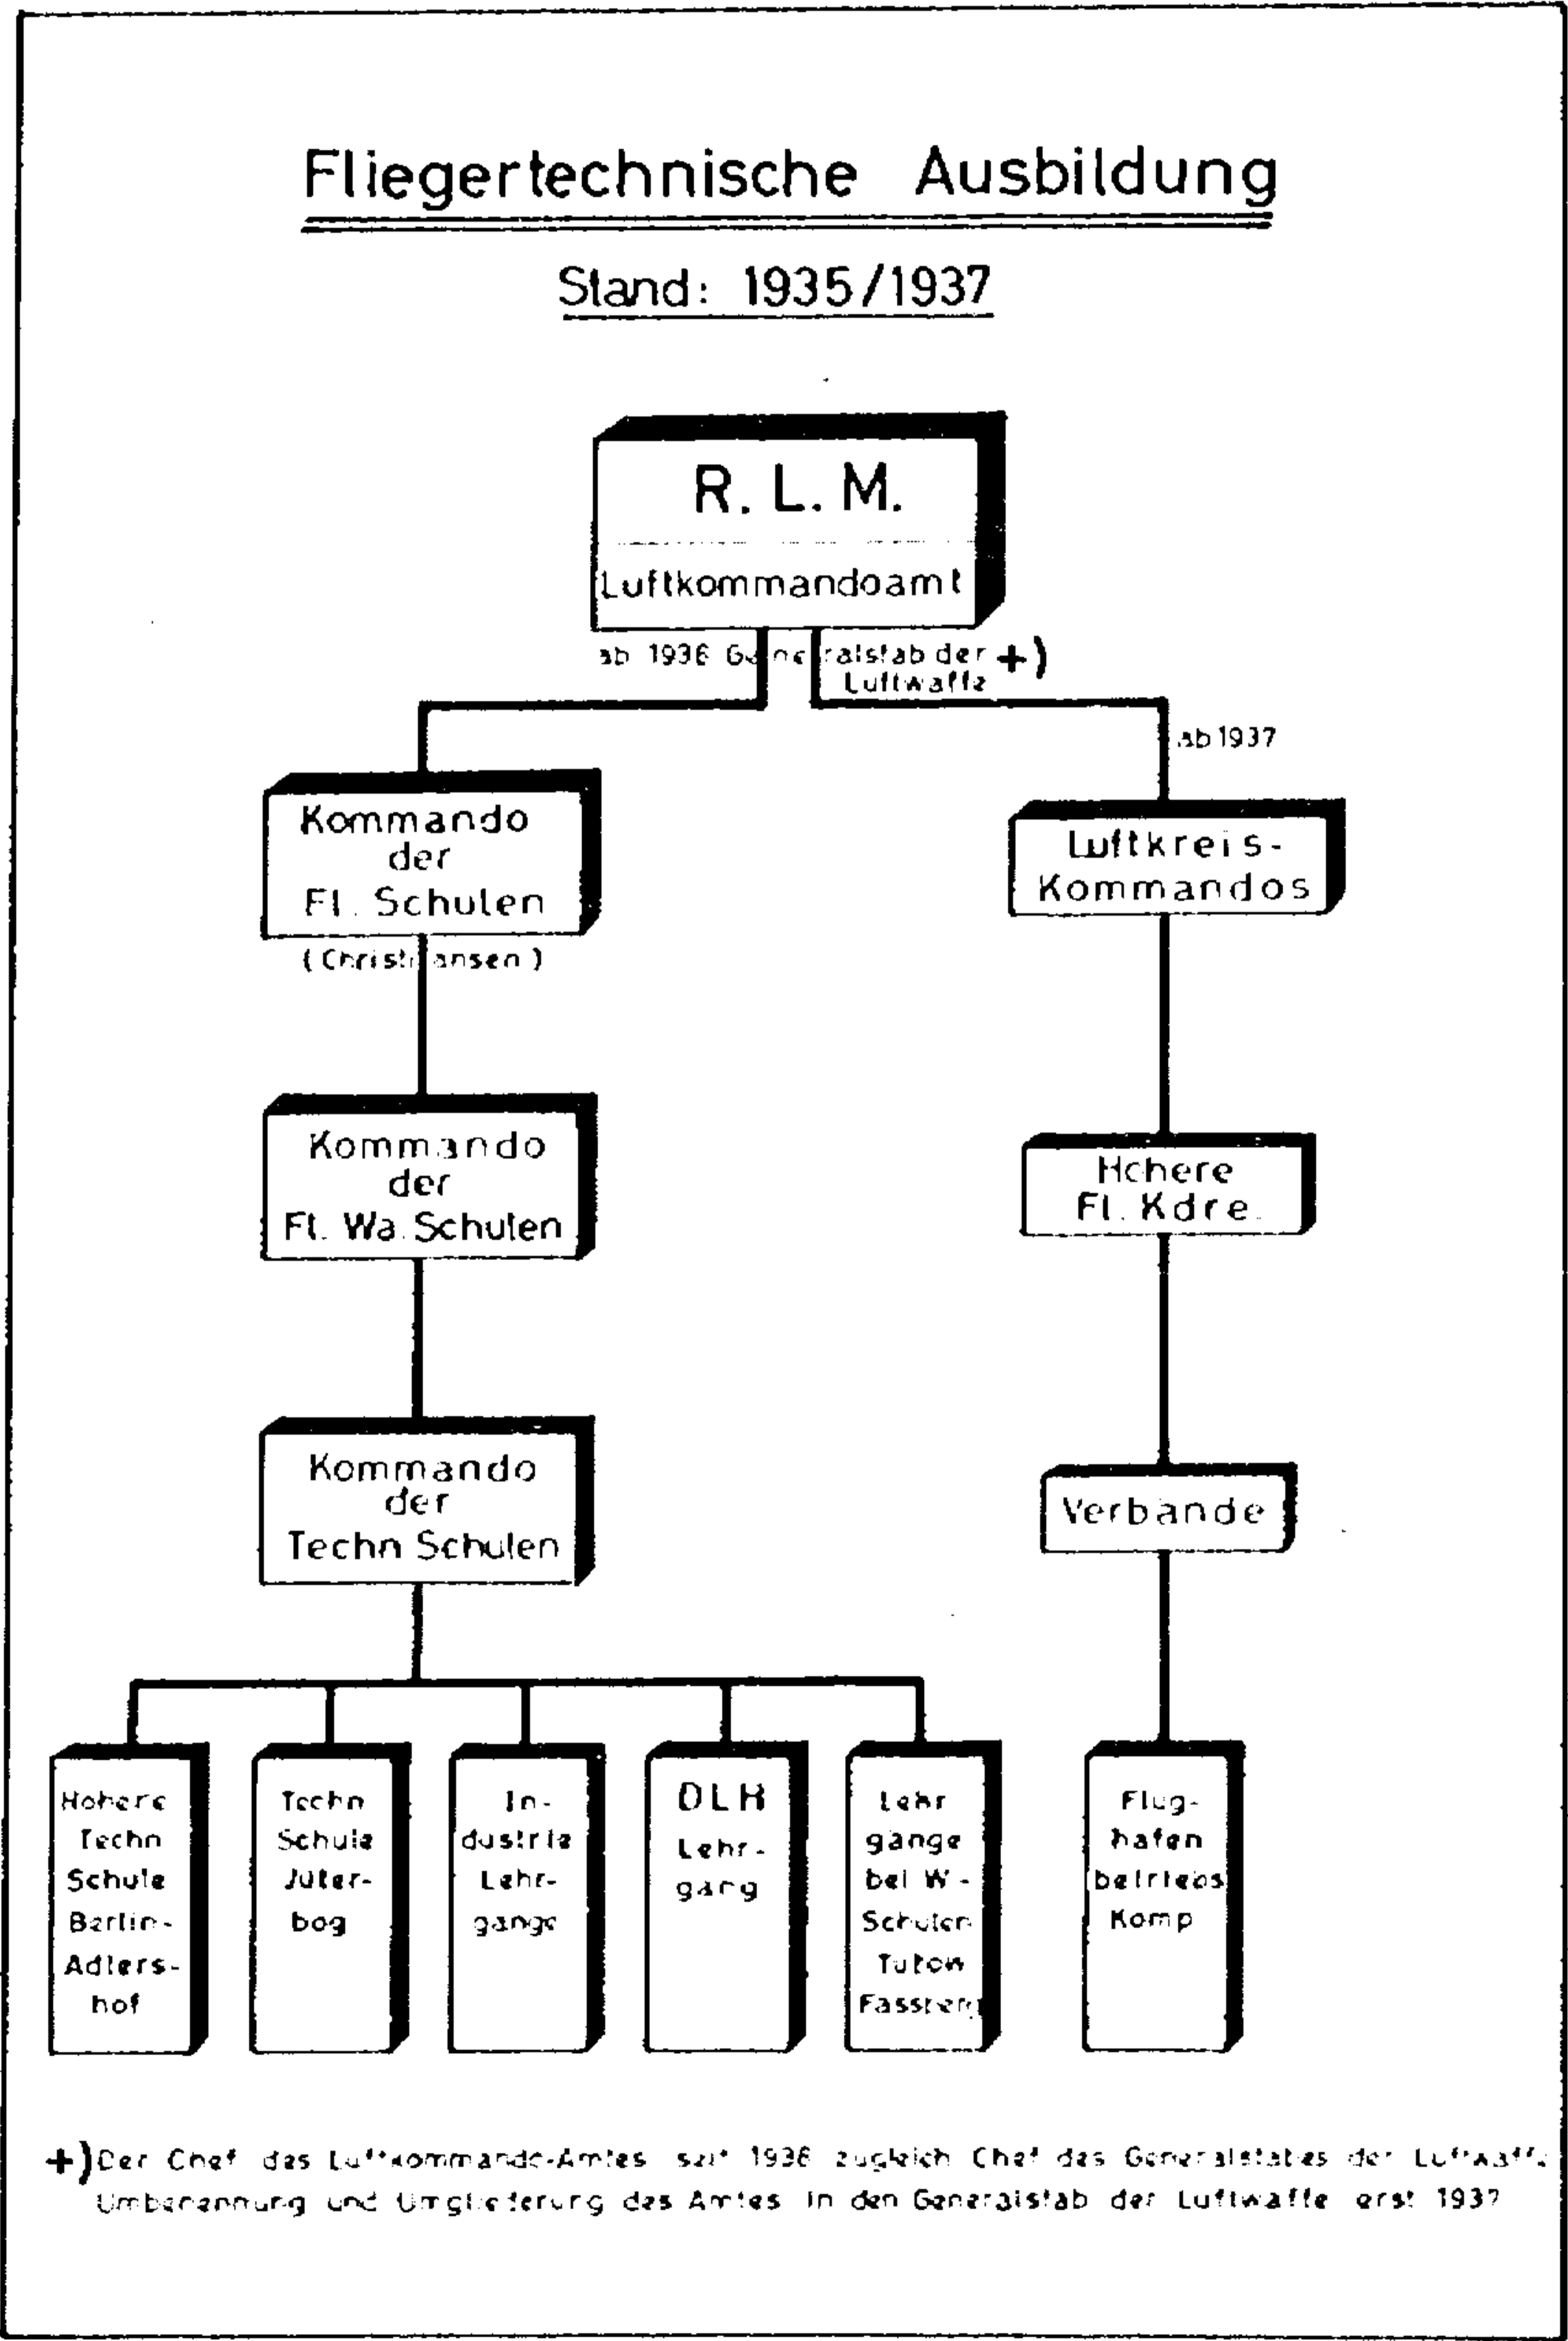 Fliegertechnische Ausbildung
Stand: 1935/1937
R. L. M.
Luftkommandoamt
ab 1936 Generalstab der +)
Luftwaffe
ab 1937
Kommando
der
Fl. Schulen
(Christiansen)
Luftkreis-
Kommandos
Kommando
der
Fl. Wa. Schulen
Höhere
Fl. Kdre.
Kommando
der
Techn Schulen
Verbände
Höhere
Techn
Schule
Berlin-
Adlers-
hof
Techn
Schule
Jüter-
bog
In-
dustrie
Lehr-
gänge
DLH
Lehr-
gang
Lehr
gänge
bei W-
Schulen
Tutow
Fassberg
Flug-
hafen
betriebs
Komp
+) Der Chef des Luftkommando-Amtes seit 1936 zugleich Chef des Generalstabes der Luftwaffe
Umbenennung und Umgliederung des Amtes in den Generalstab der Luftwaffe erst 1937